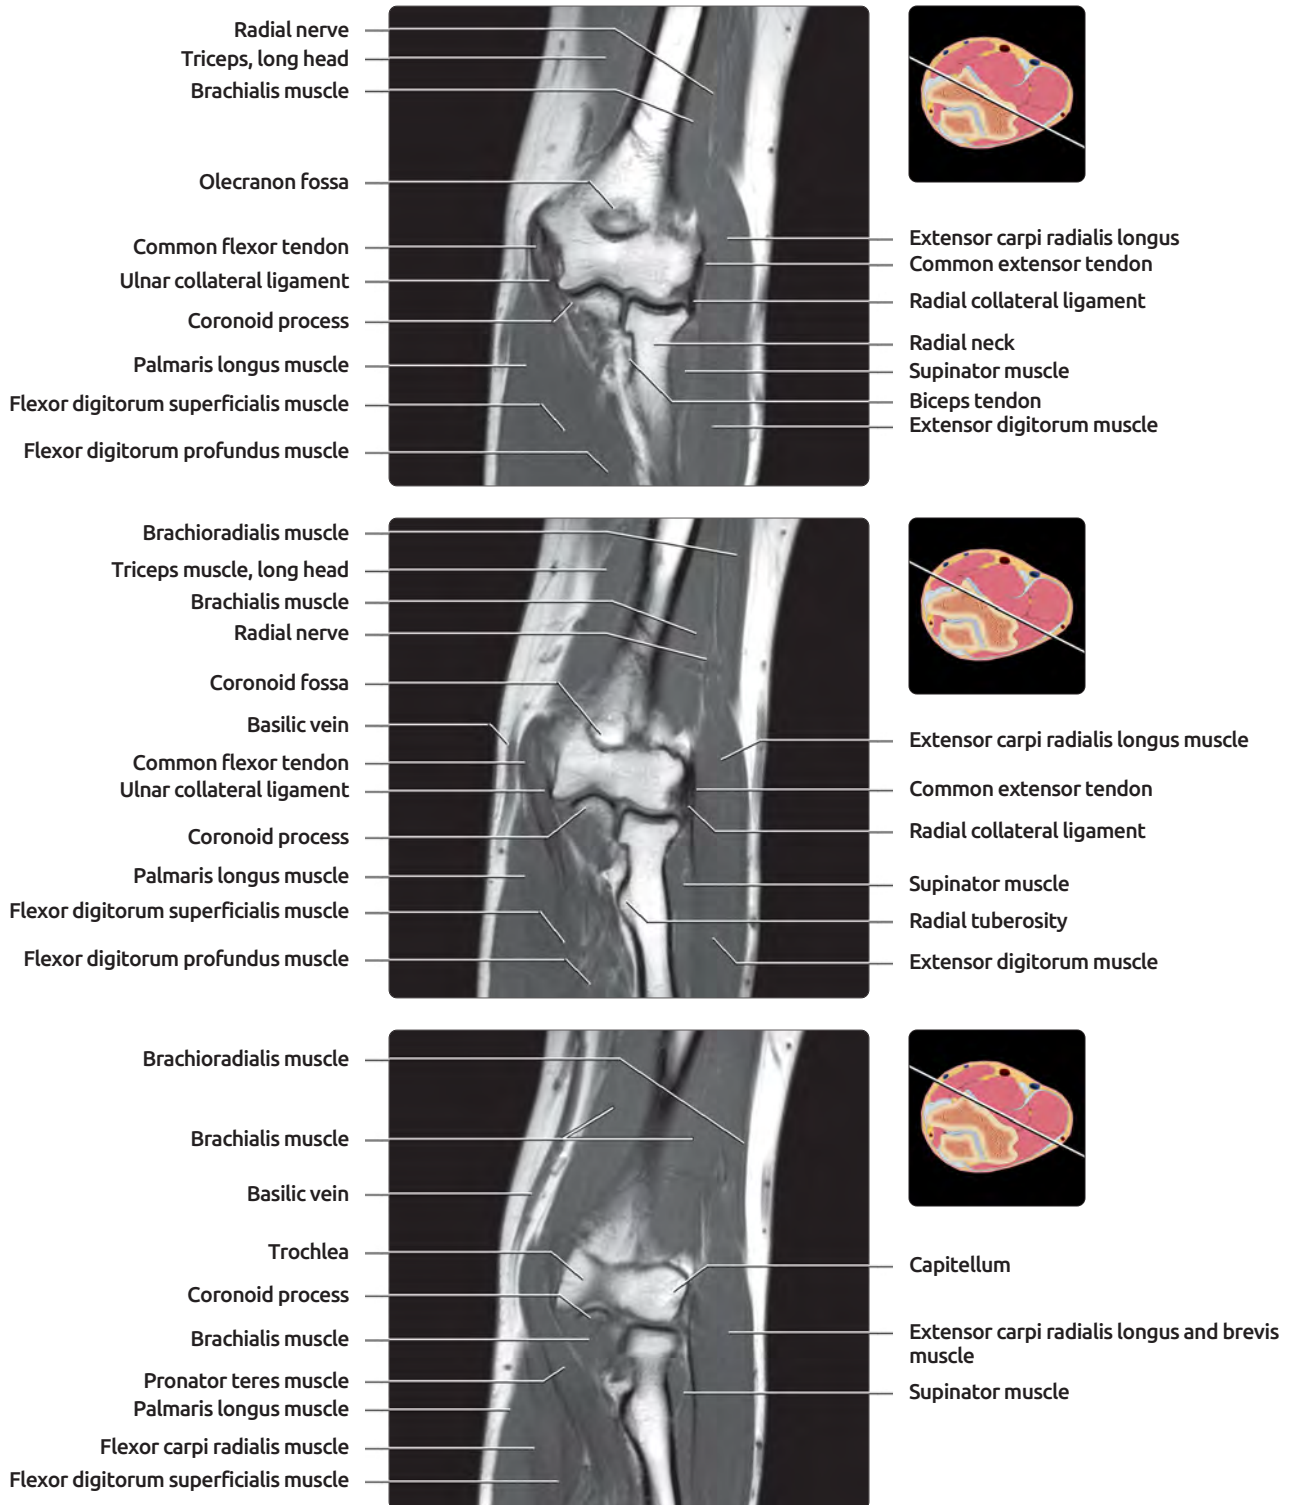 Radial nerve
Triceps, long head
Brachialis muscle
Olecranon fossa
Common flexor tendon
Ulnar collateral ligament
Coronoid process
Palmaris longus muscle
Flexor digitorum superficialis muscle
Flexor digitorum profundus muscle
Extensor carpi radialis longus
Common extensor tendon
Radial collateral ligament
Radial neck
Supinator muscle
Biceps tendon
Extensor digitorum muscle
Brachioradialis muscle
Triceps muscle, long head
Brachialis muscle
Radial nerve
Coronoid fossa
Basilic vein
Common flexor tendon
Ulnar collateral ligament
Coronoid process
Palmaris longus muscle
Flexor digitorum superficialis muscle
Flexor digitorum profundus muscle
Extensor carpi radialis longus muscle
Common extensor tendon
Radial collateral ligament
Supinator muscle
Radial tuberosity
Extensor digitorum muscle
Brachioradialis muscle
Brachialis muscle
Basilic vein
Trochlea
Coronoid process
Brachialis muscle
Pronator teres muscle
Palmaris longus muscle
Flexor carpi radialis muscle
Flexor digitorum superficialis muscle
Capitellum
Extensor carpi radialis longus and brevis
muscle
Supinator muscle